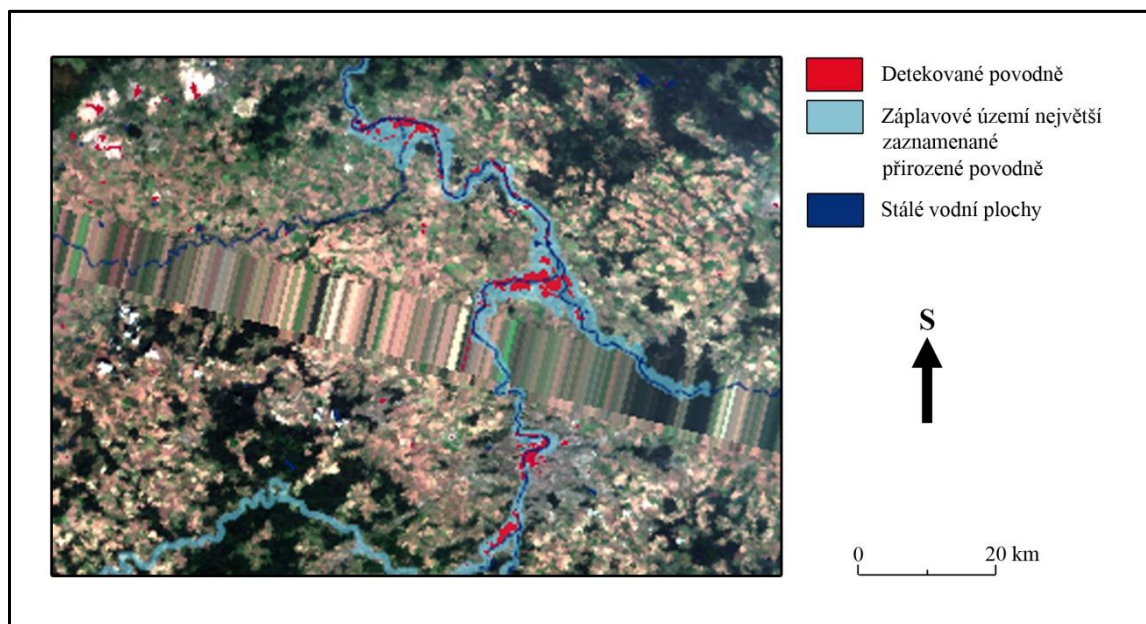 Detekované povodně
Záplavové území největší
zaznamenané
přirozené povodně
Stálé vodní plochy
S
0 20 km